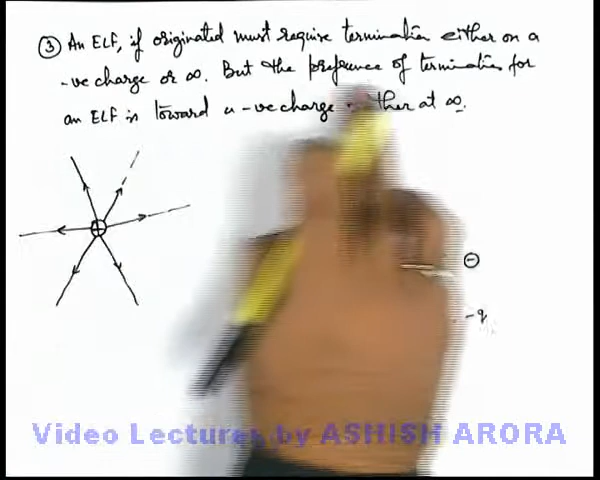 ③ An ELF, if originated must require termination either on a
-ve charge or ∞. But the preference of termination for
an ELF is toward a -ve charge rather at ∞.
⊕
⊖
-q
Video Lectures by ASHISH ARORA